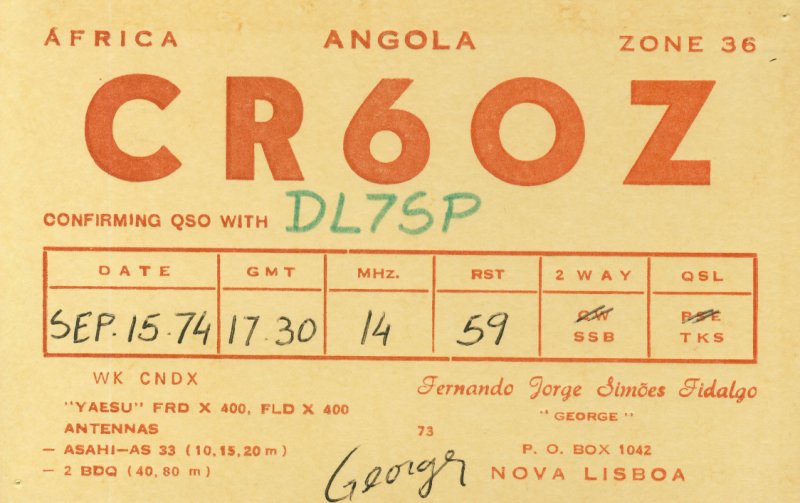 ÁFRICA ANGOLA ZONE 36
CR6OZ
CONFIRMING QSO WITH DL7SP
DATE GMT MHz. RST 2 WAY QSL
SEP. 15. 74 17.30 14 59 CW SSB PSE TKS
WK CNDX
"YAESU" FRD X 400, FLD X 400
ANTENNAS
— ASAHI—AS 33 (10,15,20 m)
— 2 BDQ (40, 80 m)
Fernando Jorge Simões Fidalgo
"GEORGE"
73
P. O. BOX 1042
George NOVA LISBOA